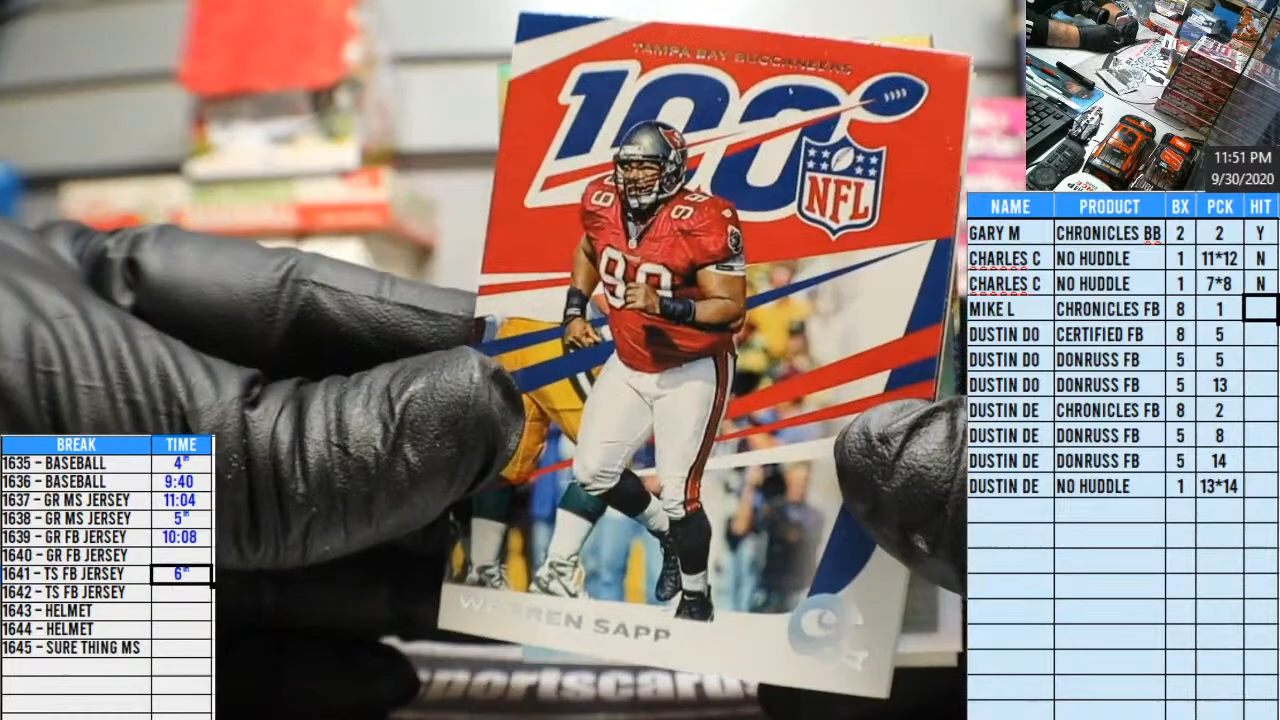 TAMPA BAY BUCCANEERS
100
NFL
99
99
WARREN SAPP
sportscard
11:51 PM
9/30/2020
NAME PRODUCT BX PCK HIT
GARY M CHRONICLES BB 2 2 Y
CHARLES C NO HUDDLE 1 11*12 N
CHARLES C NO HUDDLE 1 7*8 N
MIKE L CHRONICLES FB 8 1
DUSTIN DO CERTIFIED FB 8 5
DUSTIN DO DONRUSS FB 5 5
DUSTIN DO DONRUSS FB 5 13
DUSTIN DE CHRONICLES FB 8 2
DUSTIN DE DONRUSS FB 5 8
DUSTIN DE DONRUSS FB 5 14
DUSTIN DE NO HUDDLE 1 13*14
BREAK TIME
1635 – BASEBALL 4th
1636 – BASEBALL 9:40
1637 – GR MS JERSEY 11:04
1638 – GR MS JERSEY 5th
1639 – GR FB JERSEY 10:08
1640 – GR FB JERSEY
1641 – TS FB JERSEY 6th
1642 – TS FB JERSEY
1643 – HELMET
1644 – HELMET
1645 – SURE THING MS